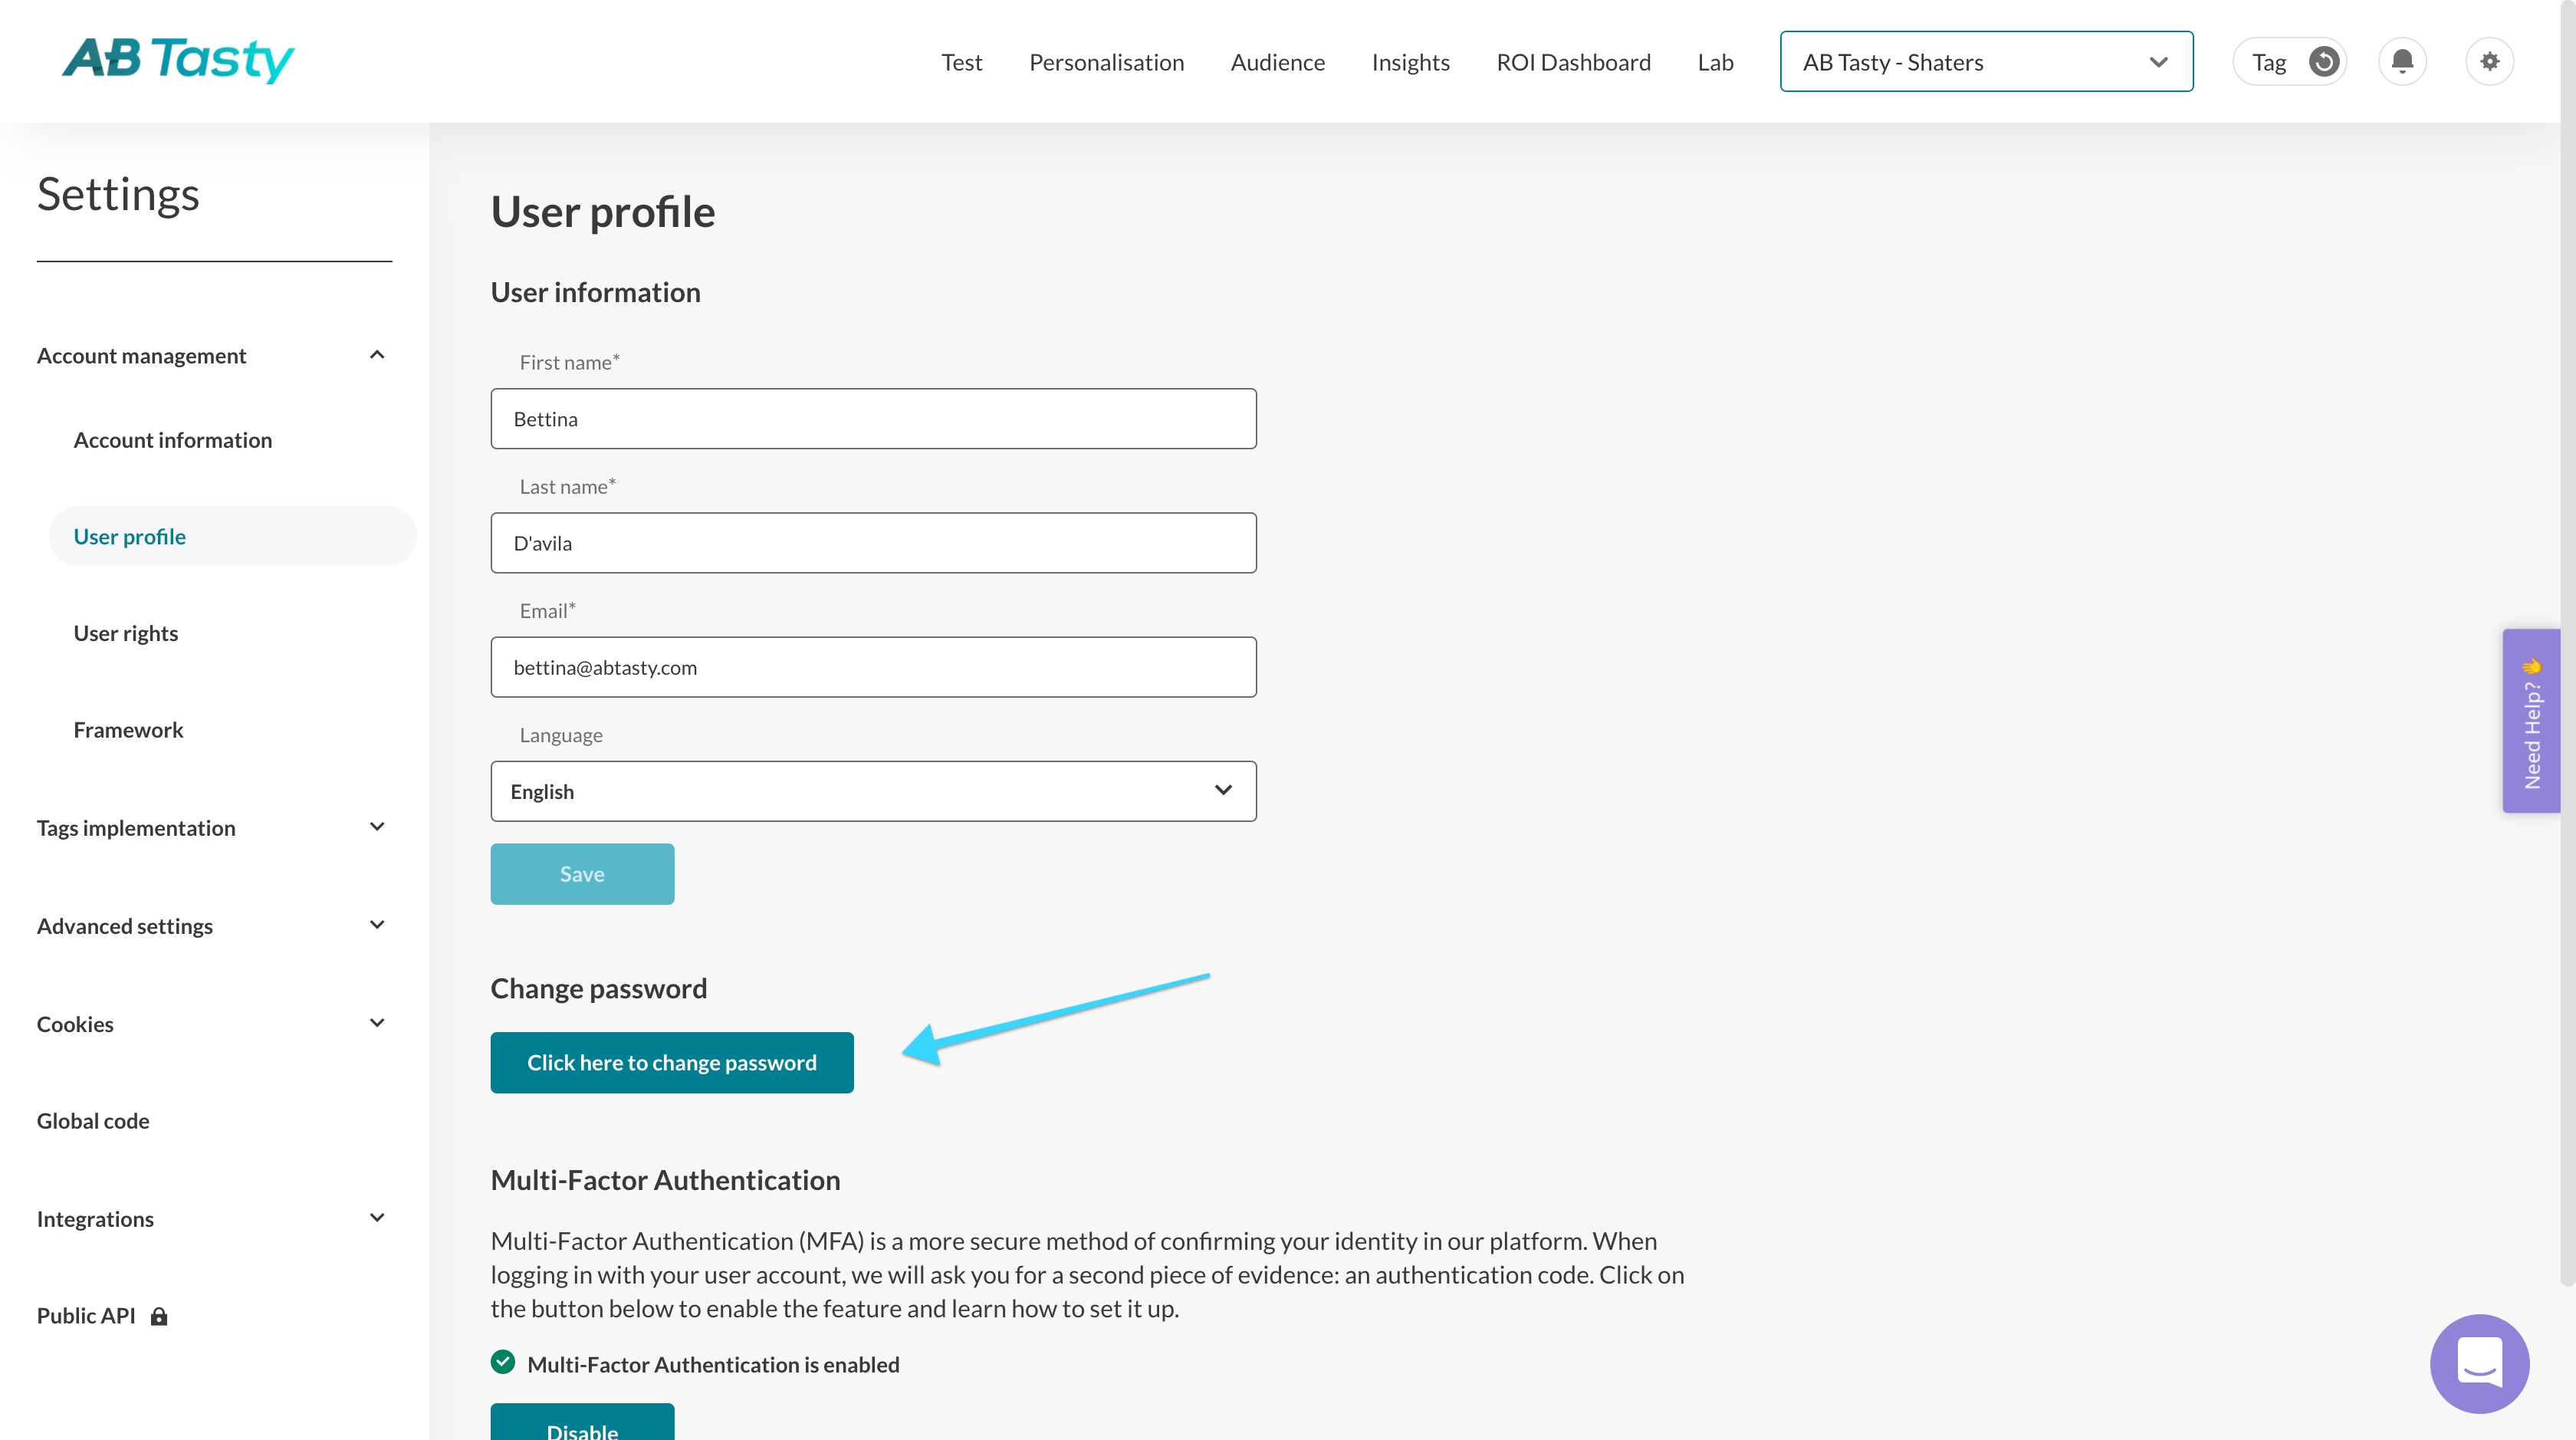 AB Tasty
Test Personalisation Audience Insights ROI Dashboard Lab AB Tasty - Shaters Tag
Settings
Account management
Account information
User profile
User rights
Framework
Tags implementation
Advanced settings
Cookies
Global code
Integrations
Public API
User profile
User information
First name*
Bettina
Last name*
D'avila
Email*
bettina@abtasty.com
Language
English
Save
Change password
Click here to change password
Multi-Factor Authentication
Multi-Factor Authentication (MFA) is a more secure method of confirming your identity in our platform. When
logging in with your user account, we will ask you for a second piece of evidence: an authentication code. Click on
the button below to enable the feature and learn how to set it up.
Multi-Factor Authentication is enabled
Disable
Need Help?